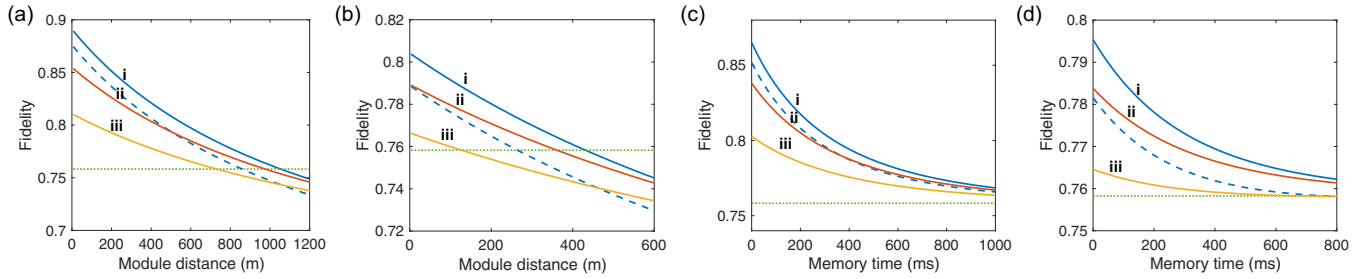 (a)
0.9
0.85
0.8
0.75
0.7
Fidelity
i
ii
iii
0 200 400 600 800 1000 1200
Module distance (m)
(b)
0.82
0.8
0.78
0.76
0.74
0.72
Fidelity
i
ii
iii
0 200 400 600
Module distance (m)
(c)
0.85
0.8
0.75
Fidelity
i
ii
iii
0 200 400 600 800 1000
Memory time (ms)
(d)
0.8
0.79
0.78
0.77
0.76
0.75
Fidelity
i
ii
iii
0 200 400 600 800
Memory time (ms)